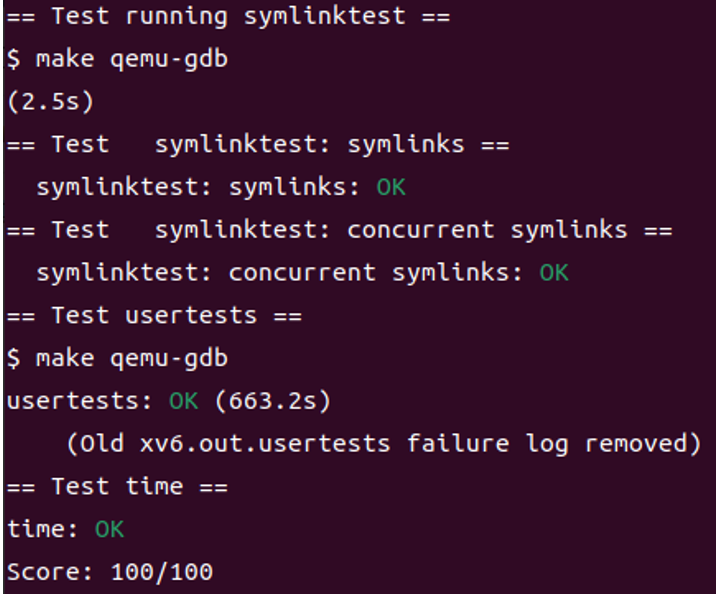 == Test running symlinktest ==
$ make qemu-gdb
(2.5s)
== Test   symlinktest: symlinks ==
  symlinktest: symlinks: OK
== Test   symlinktest: concurrent symlinks ==
  symlinktest: concurrent symlinks: OK
== Test usertests ==
$ make qemu-gdb
usertests: OK (663.2s)
    (Old xv6.out.usertests failure log removed)
== Test time ==
time: OK
Score: 100/100